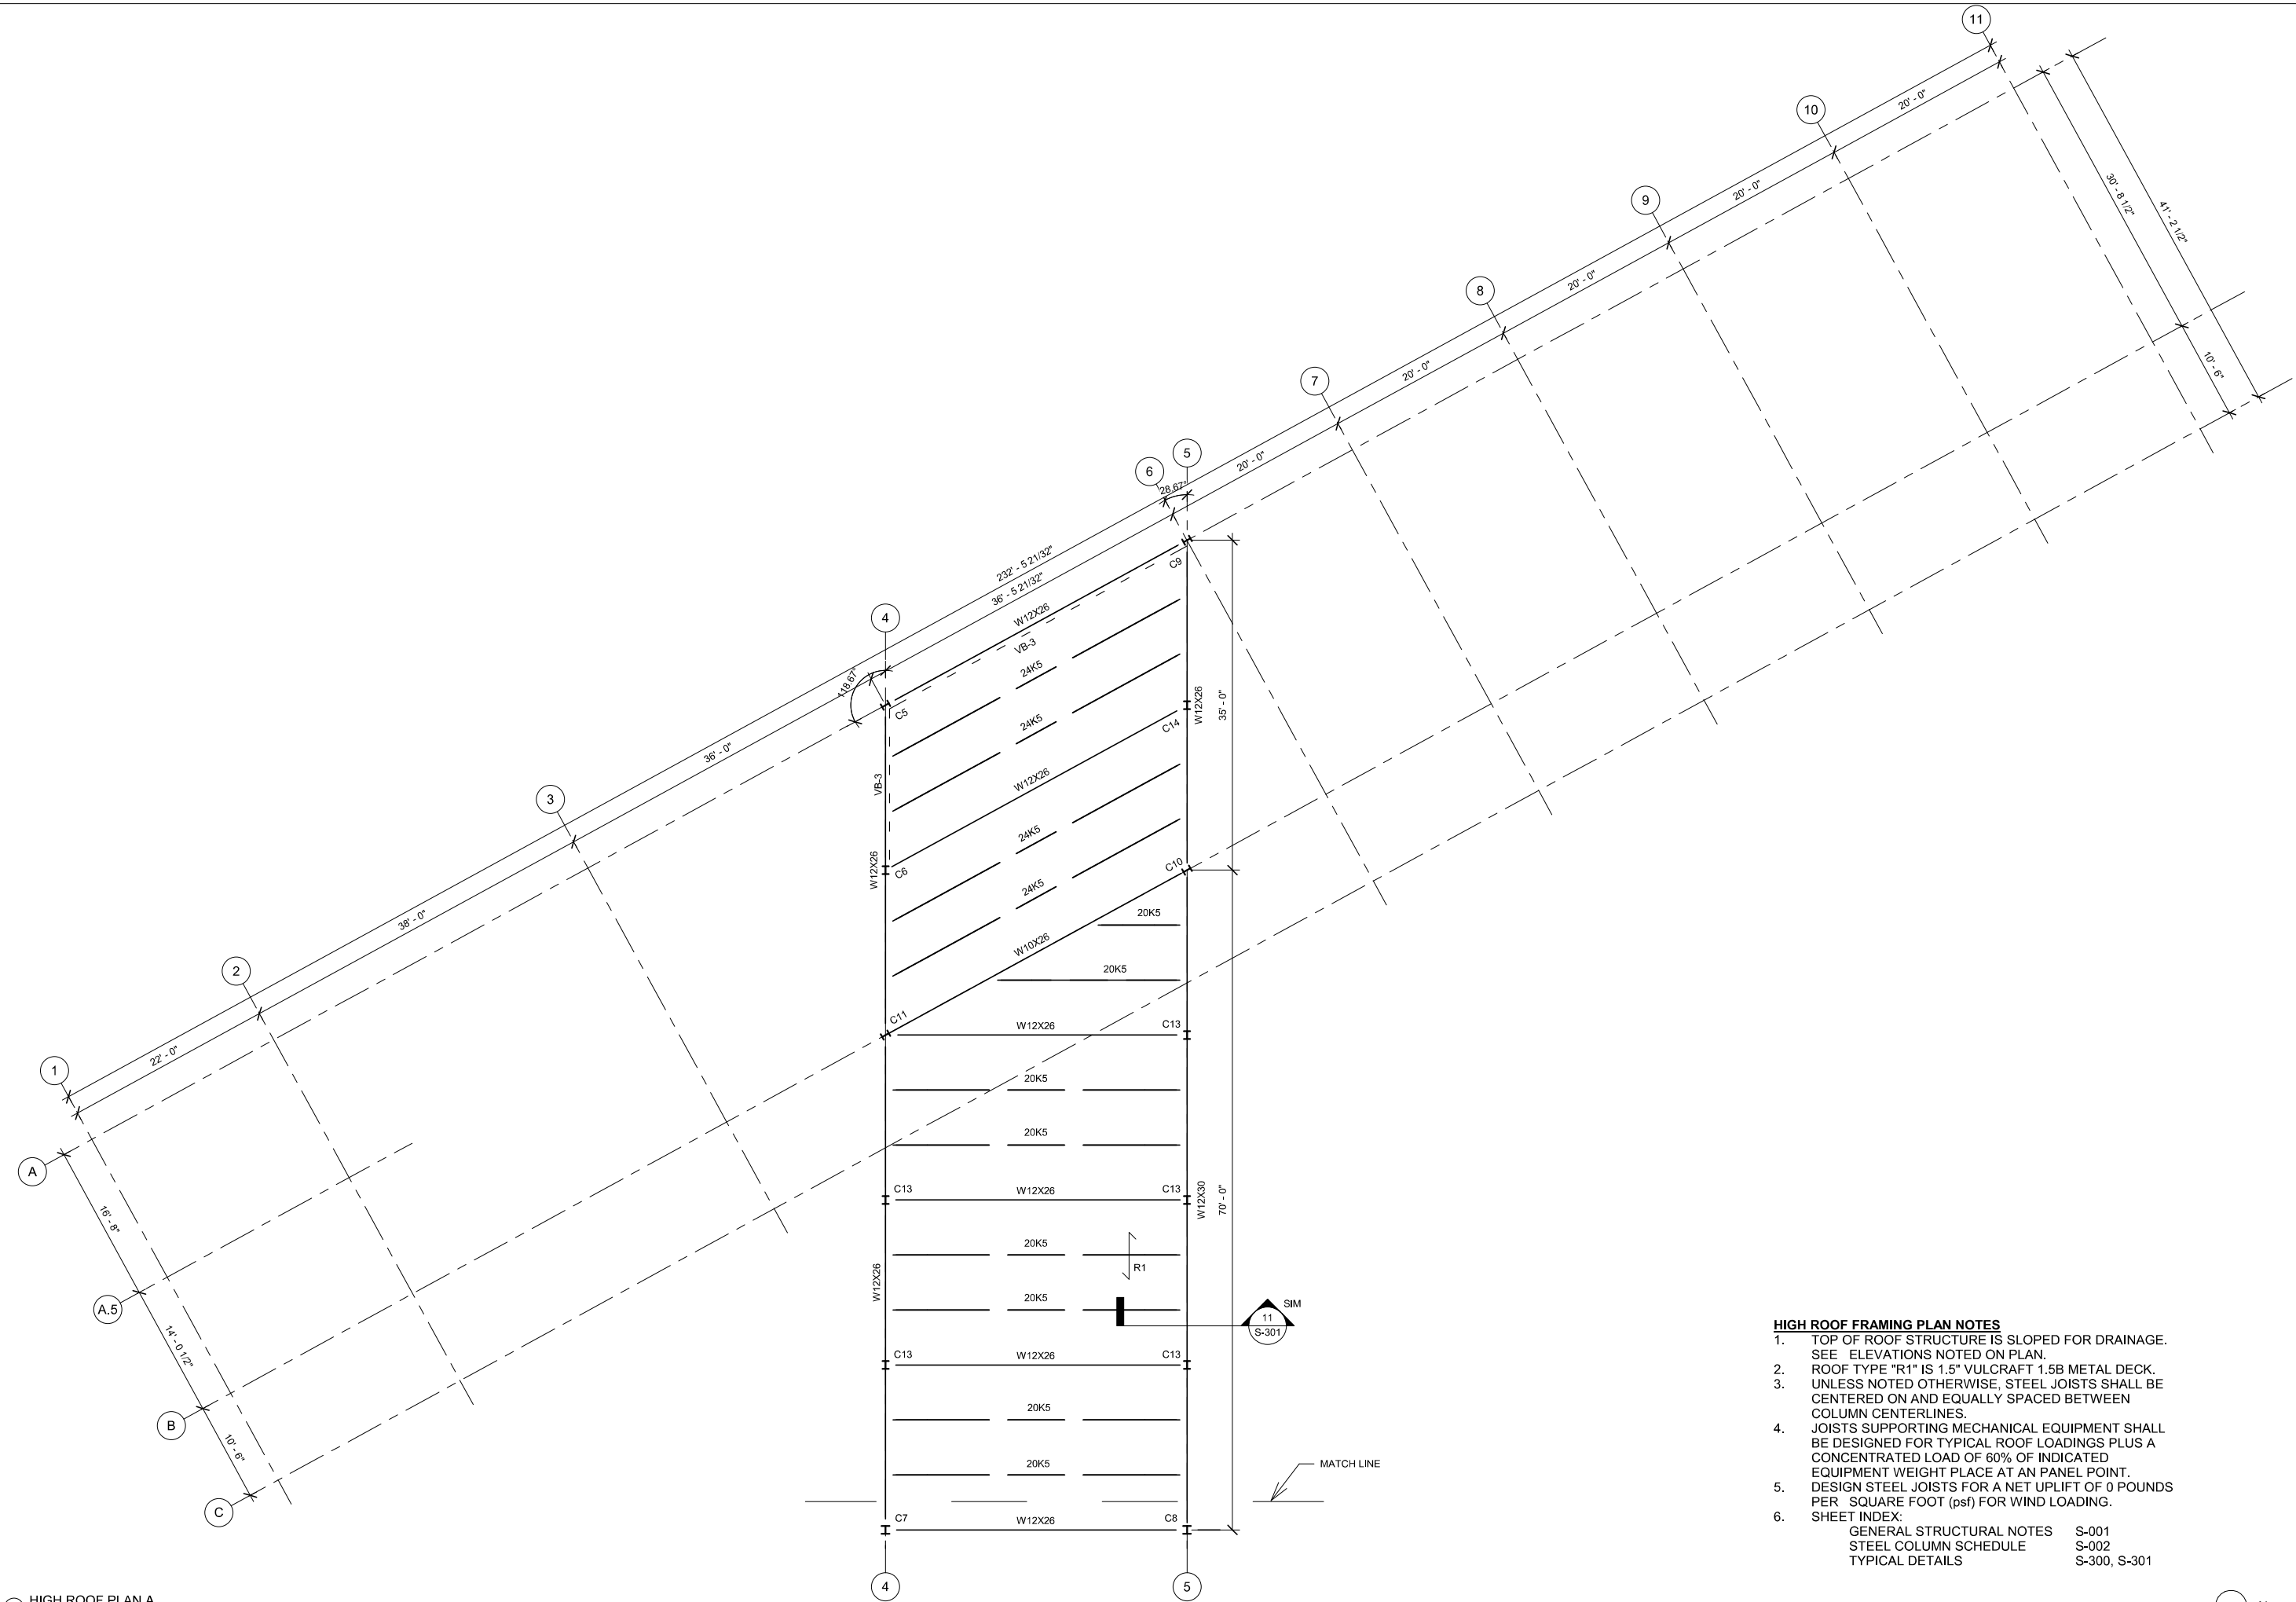 11
20' - 0"
10
20' - 0"
9
20' - 0"
8
20' - 0"
7
20' - 0"
30' - 8 1/2"
41' - 2 1/2"
10' - 6"
5
6
28.67°
232' - 5 21/32"
36' - 5 21/32"
4
118.67°
W12X26
VB-3
C9
24K5
C5
24K5
W12X26
35' - 0"
C14
36' - 0"
VB-3
W12X26
3
24K5
W12X26
C6
C10
24K5
38' - 0"
20K5
W10X26
2
20K5
C11
W12X26
C13
22' - 0"
1
20K5
20K5
A
C13
W12X26
C13
W12X30
70' - 0"
16' - 8"
20K5
R1
W12X26
A.5
20K5
SIM
11
S-301
14' - 0 1/2"
C13
W12X26
C13
20K5
B
10' - 6"
20K5
MATCH LINE
C
C7
W12X26
C8
4
5
HIGH ROOF FRAMING PLAN NOTES
1. TOP OF ROOF STRUCTURE IS SLOPED FOR DRAINAGE.
SEE ELEVATIONS NOTED ON PLAN.
2. ROOF TYPE "R1" IS 1.5" VULCRAFT 1.5B METAL DECK.
3. UNLESS NOTED OTHERWISE, STEEL JOISTS SHALL BE
CENTERED ON AND EQUALLY SPACED BETWEEN
COLUMN CENTERLINES.
4. JOISTS SUPPORTING MECHANICAL EQUIPMENT SHALL
BE DESIGNED FOR TYPICAL ROOF LOADINGS PLUS A
CONCENTRATED LOAD OF 60% OF INDICATED
EQUIPMENT WEIGHT PLACE AT AN PANEL POINT.
5. DESIGN STEEL JOISTS FOR A NET UPLIFT OF 0 POUNDS
PER SQUARE FOOT (psf) FOR WIND LOADING.
6. SHEET INDEX:
GENERAL STRUCTURAL NOTES S-001
STEEL COLUMN SCHEDULE S-002
TYPICAL DETAILS S-300, S-301
HIGH ROOF PLAN A